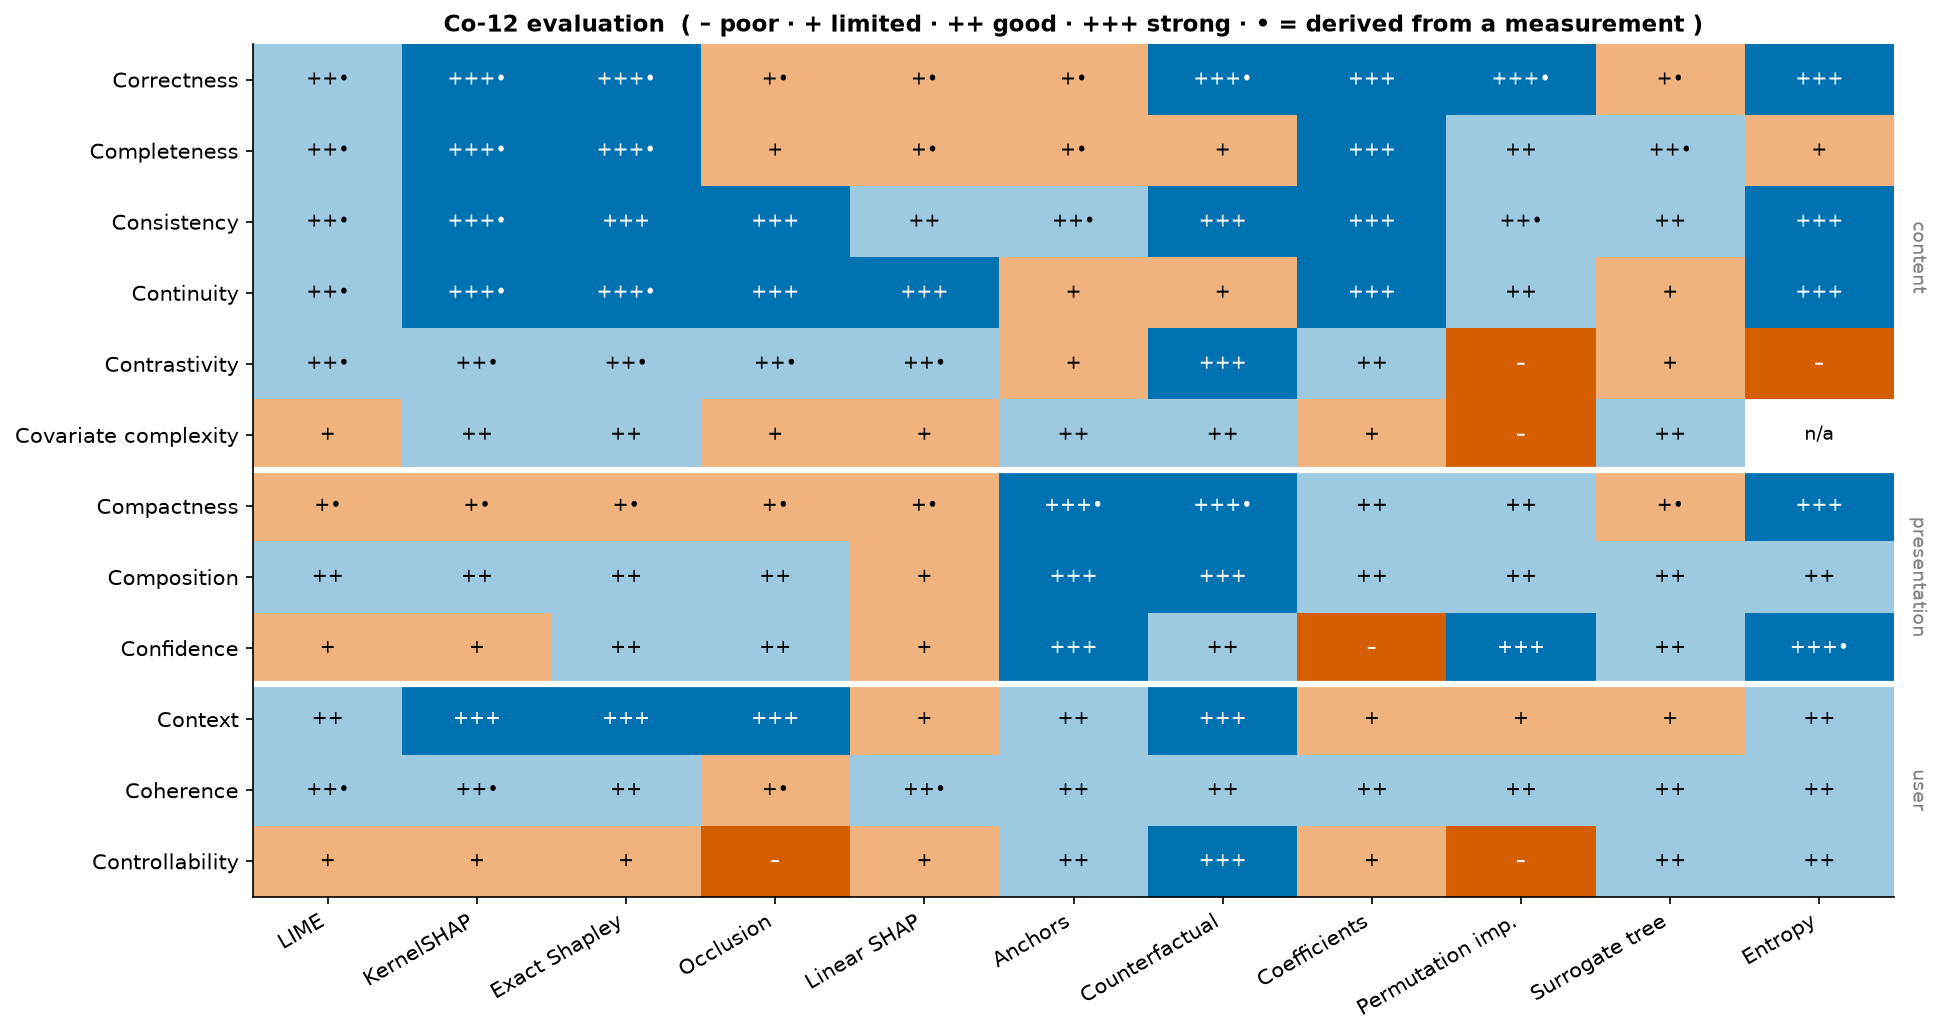 Co-12 evaluation ( – poor · + limited · ++ good · +++ strong · • = derived from a measurement )
Correctness ++• +++• +++• +• +• +• +++• +++ +++• +• +++
Completeness ++• +++• +++• + +• +• + +++ ++ ++• +
Consistency ++• +++• +++ +++ ++ ++• +++ +++ ++• ++ +++
Continuity ++• +++• +++• +++ +++ + + +++ ++ + +++
Contrastivity ++• ++• ++• ++• ++• + +++ ++ – + –
Covariate complexity + ++ ++ + + ++ ++ + – ++ n/a
content
Compactness +• +• +• +• +• +++• +++• ++ ++ +• +++
Composition ++ ++ ++ ++ + +++ +++ ++ ++ ++ ++
Confidence + + ++ ++ + +++ ++ – +++ ++ +++•
presentation
Context ++ +++ +++ +++ + ++ +++ + + + ++
Coherence ++• ++• ++ +• ++• ++ ++ ++ ++ ++ ++
Controllability + + + – + ++ +++ + – ++ ++
user
LIME
KernelSHAP
Exact Shapley
Occlusion
Linear SHAP
Anchors
Counterfactual
Coefficients
Permutation imp.
Surrogate tree
Entropy